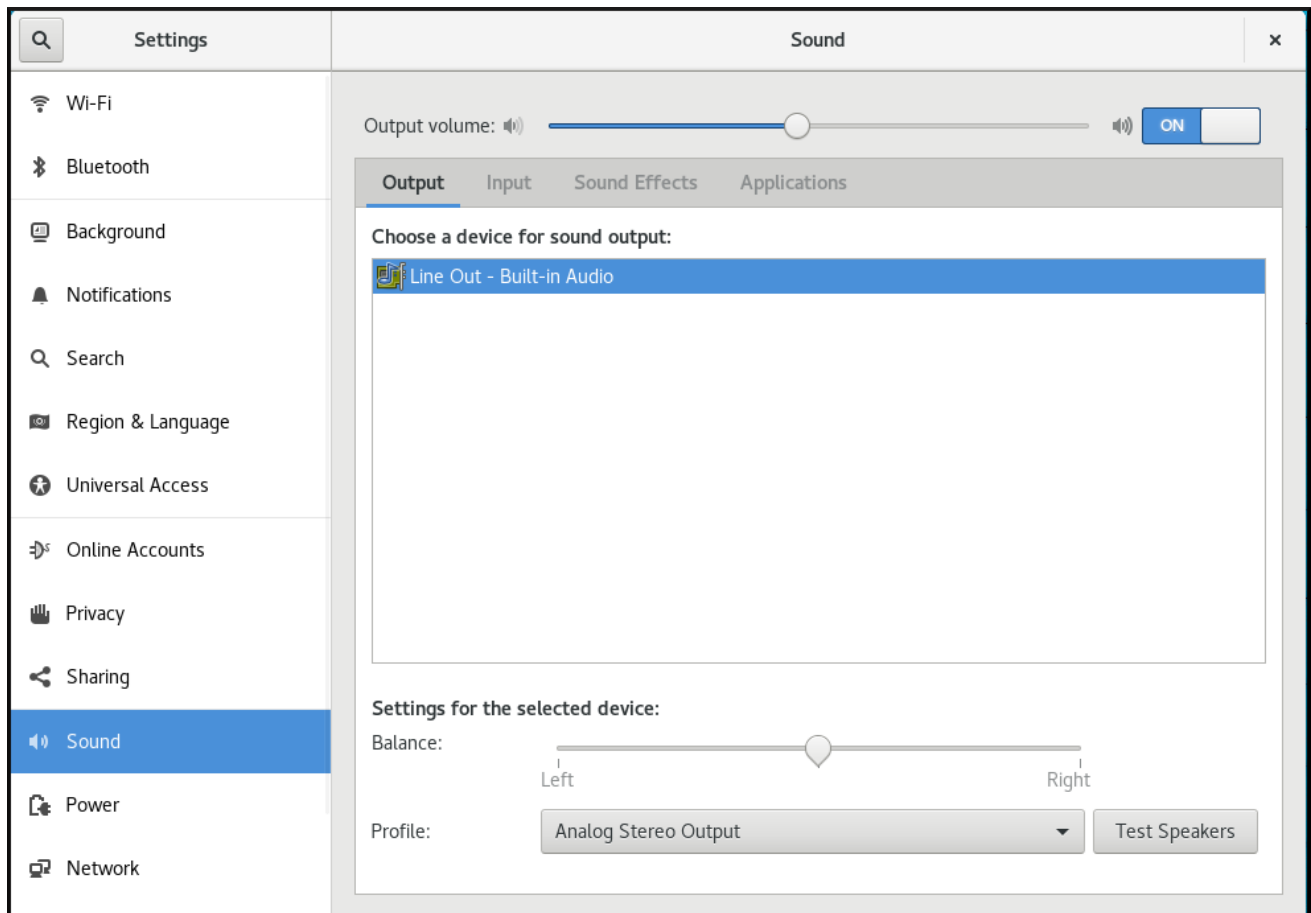 Settings
Sound
Wi-Fi
Bluetooth
Background
Notifications
Search
Region & Language
Universal Access
Online Accounts
Privacy
Sharing
Sound
Power
Network
Output volume:
ON
Output Input Sound Effects Applications
Choose a device for sound output:
Line Out - Built-in Audio
Settings for the selected device:
Balance:
Left Right
Profile: Analog Stereo Output Test Speakers